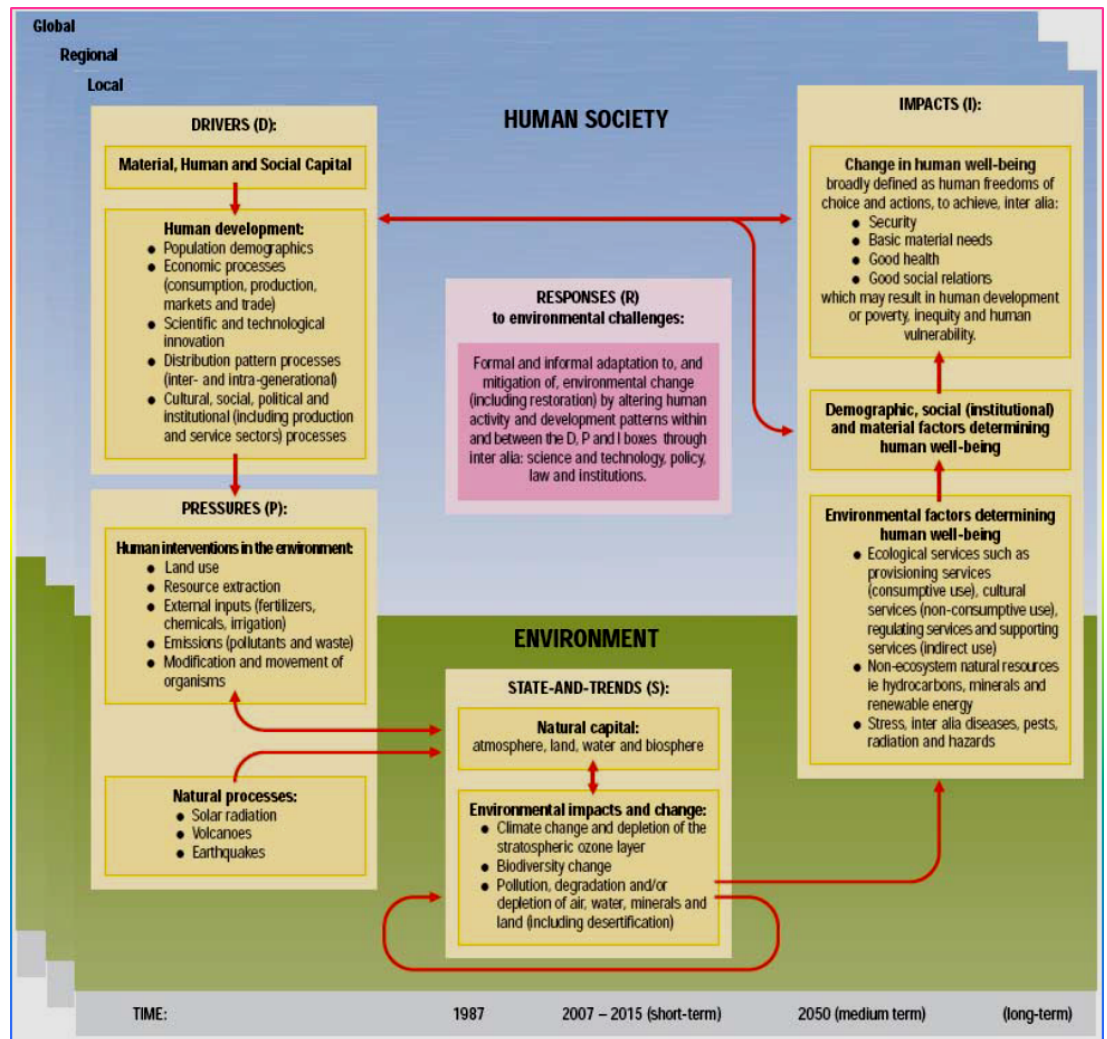 Global
Regional
Local
HUMAN SOCIETY
DRIVERS (D):
Material, Human and Social Capital
Human development:
● Population demographics
● Economic processes
(consumption, production,
markets and trade)
● Scientific and technological
innovation
● Distribution pattern processes
(inter- and intra-generational)
● Cultural, social, political and
institutional (including production
and service sectors) processes
PRESSURES (P):
Human interventions in the environment:
● Land use
● Resource extraction
● External inputs (fertilizers,
chemicals, irrigation)
● Emissions (pollutants and waste)
● Modification and movement of
organisms
Natural processes:
● Solar radiation
● Volcanoes
● Earthquakes
RESPONSES (R)
to environmental challenges:
Formal and informal adaptation to, and
mitigation of, environmental change
(including restoration) by altering human
activity and development patterns within
and between the D, P and I boxes through
inter alia: science and technology, policy,
law and institutions.
ENVIRONMENT
STATE-AND-TRENDS (S):
Natural capital:
atmosphere, land, water and biosphere
Environmental impacts and change:
● Climate change and depletion of the
stratospheric ozone layer
● Biodiversity change
● Pollution, degradation and/or
depletion of air, water, minerals and
land (including desertification)
IMPACTS (I):
Change in human well-being
broadly defined as human freedoms of
choice and actions, to achieve, inter alia:
● Security
● Basic material needs
● Good health
● Good social relations
which may result in human development
or poverty, inequity and human
vulnerability.
Demographic, social (institutional)
and material factors determining
human well-being
Environmental factors determining
human well-being
● Ecological services such as
provisioning services
(consumptive use), cultural
services (non-consumptive use),
regulating services and supporting
services (indirect use)
● Non-ecosystem natural resources
ie hydrocarbons, minerals and
renewable energy
● Stress, inter alia diseases, pests,
radiation and hazards
TIME: 1987 2007 – 2015 (short-term) 2050 (medium term) (long-term)